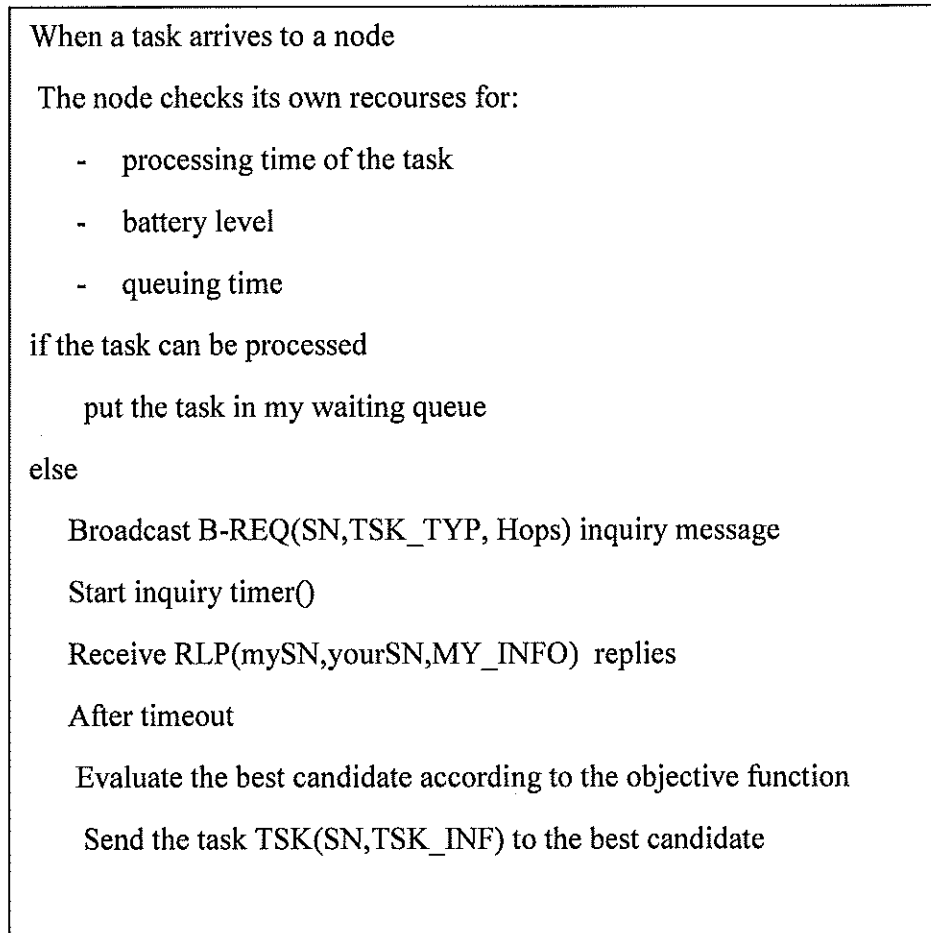 When a task arrives to a node
The node checks its own recourses for:
- processing time of the task
- battery level
- queuing time
if the task can be processed
put the task in my waiting queue
else
Broadcast B-REQ(SN,TSK_TYP, Hops) inquiry message
Start inquiry timer()
Receive RLP(mySN,yourSN,MY_INFO) replies
After timeout
Evaluate the best candidate according to the objective function
Send the task TSK(SN,TSK_INF) to the best candidate